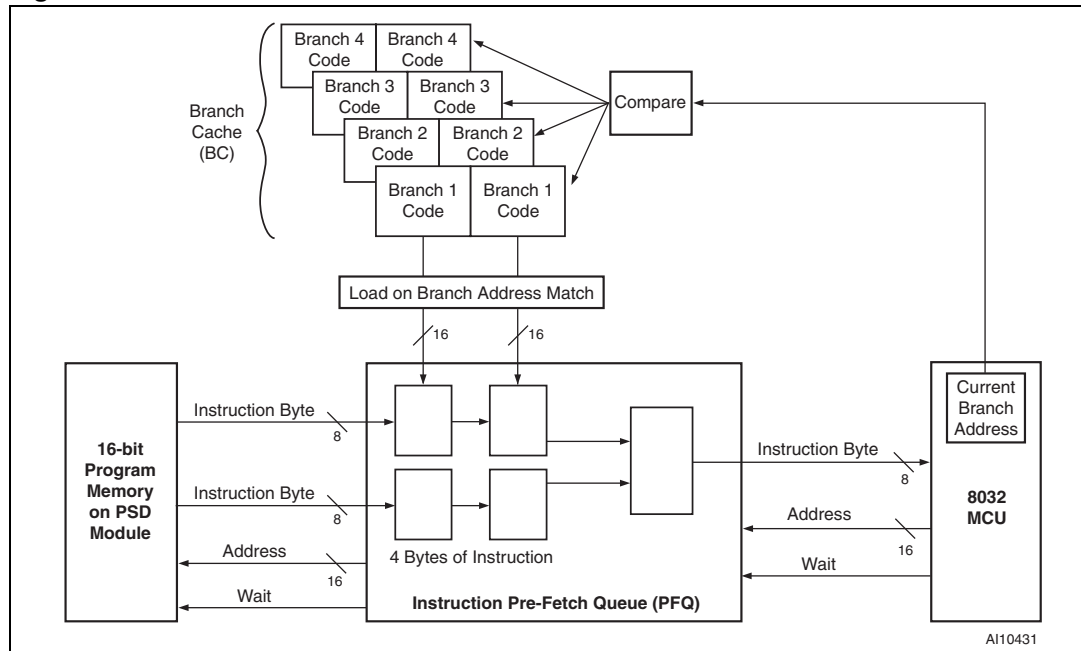 Branch 4 Code
Branch 4 Code
Branch 3 Code
Branch 3 Code
Branch 2 Code
Branch 2 Code
Branch 1 Code
Branch 1 Code
Branch
Cache
(BC)
Compare
Load on Branch Address Match
16
16
16-bit
Program
Memory
on PSD
Module
Instruction Byte
8
Instruction Byte
8
Address
16
Wait
4 Bytes of Instruction
Instruction Pre-Fetch Queue (PFQ)
Instruction Byte
8
Address
16
Wait
Current
Branch
Address
8032
MCU
AI10431